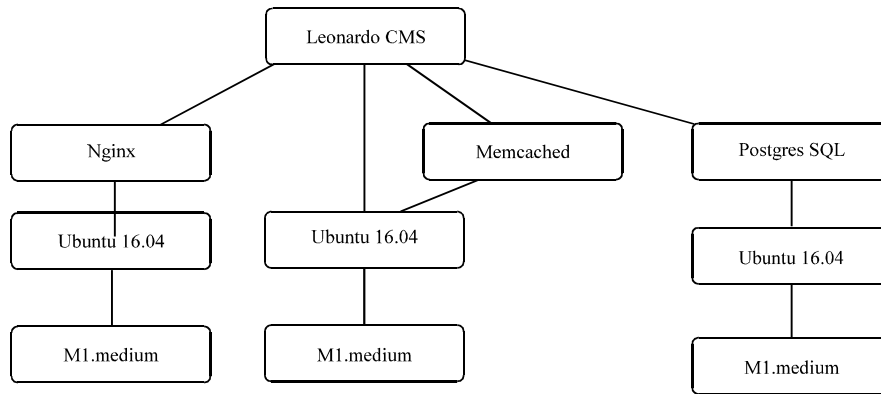 Leonardo CMS
Nginx
Memcached
Postgres SQL
Ubuntu 16.04
Ubuntu 16.04
Ubuntu 16.04
M1.medium
M1.medium
M1.medium